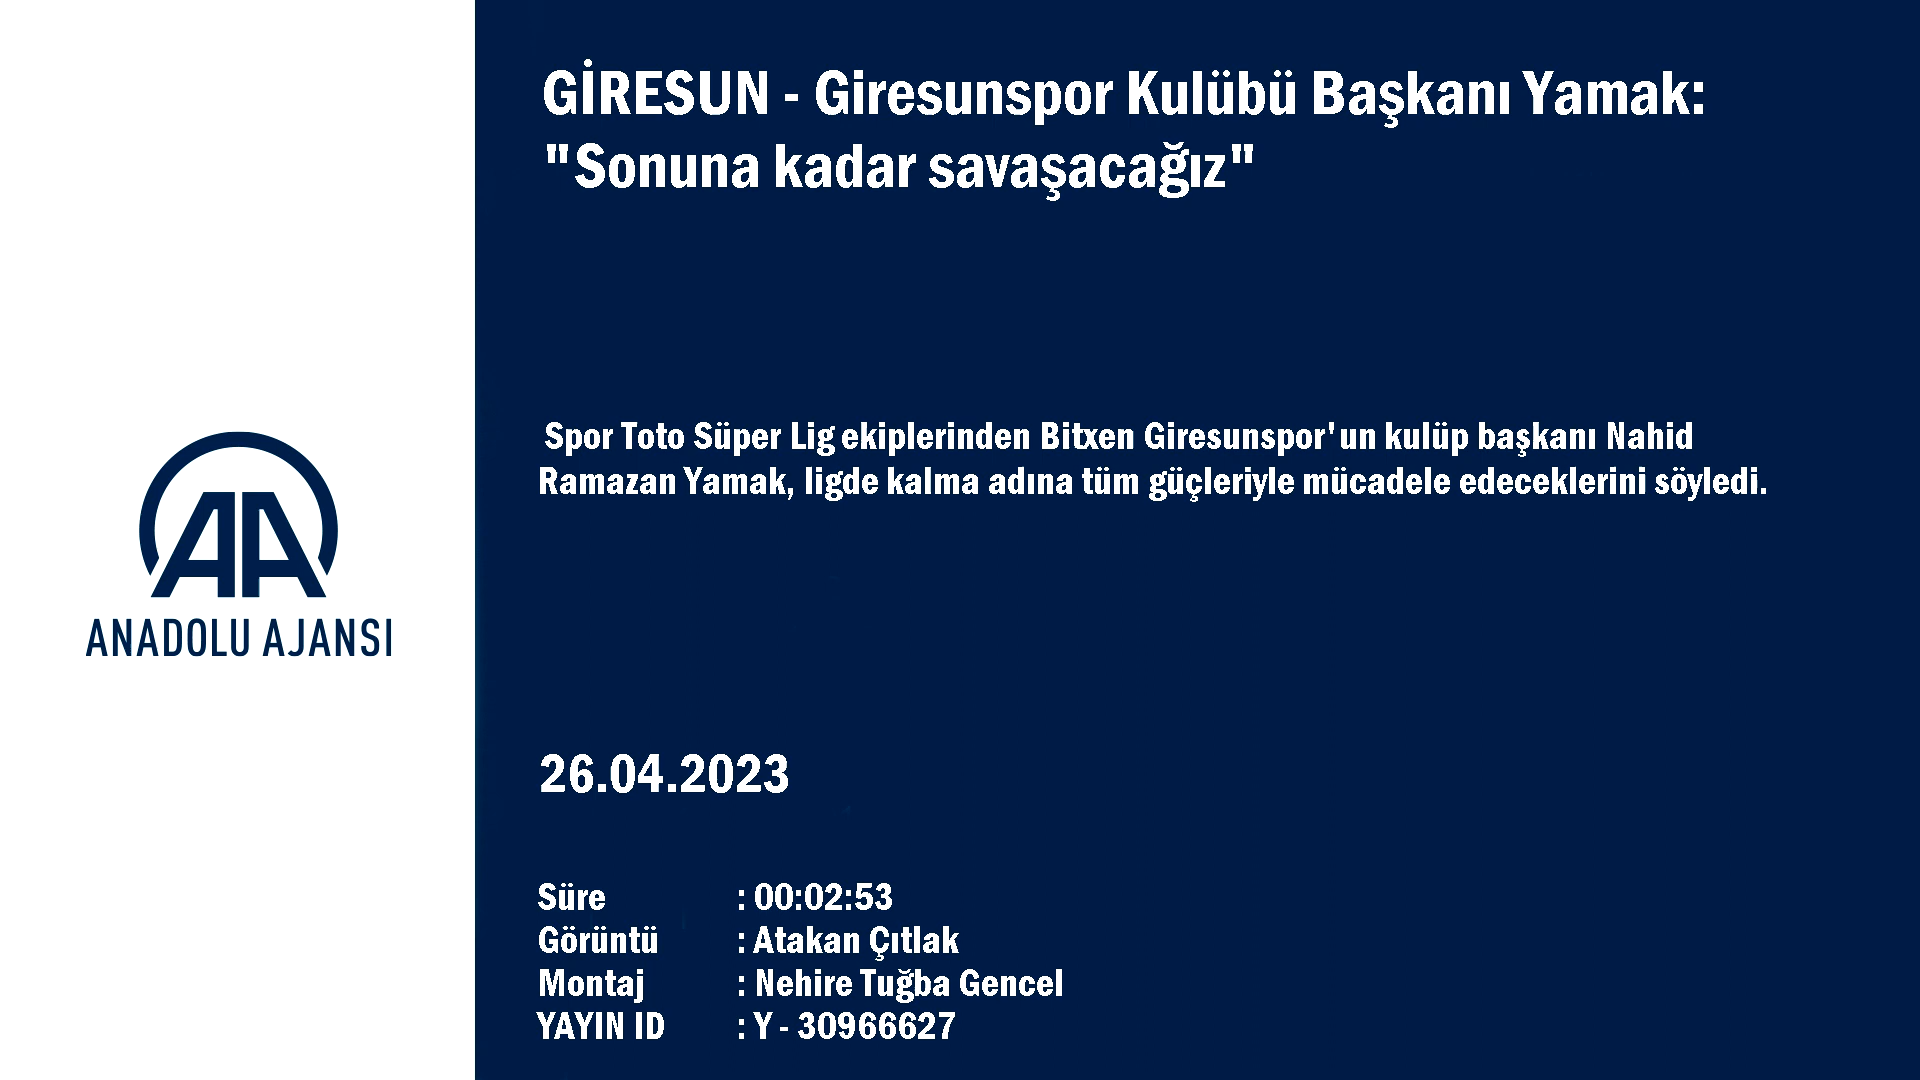 GİRESUN - Giresunspor Kulübü Başkanı Yamak:
"Sonuna kadar savaşacağız"
Spor Toto Süper Lig ekiplerinden Bitxen Giresunspor'un kulüp başkanı Nahid
Ramazan Yamak, ligde kalma adına tüm güçleriyle mücadele edeceklerini söyledi.
AA
ANADOLU AJANSI
26.04.2023
Süre : 00:02:53
Görüntü : Atakan Çıtlak
Montaj : Nehire Tuğba Gencel
YAYIN ID : Y - 30966627